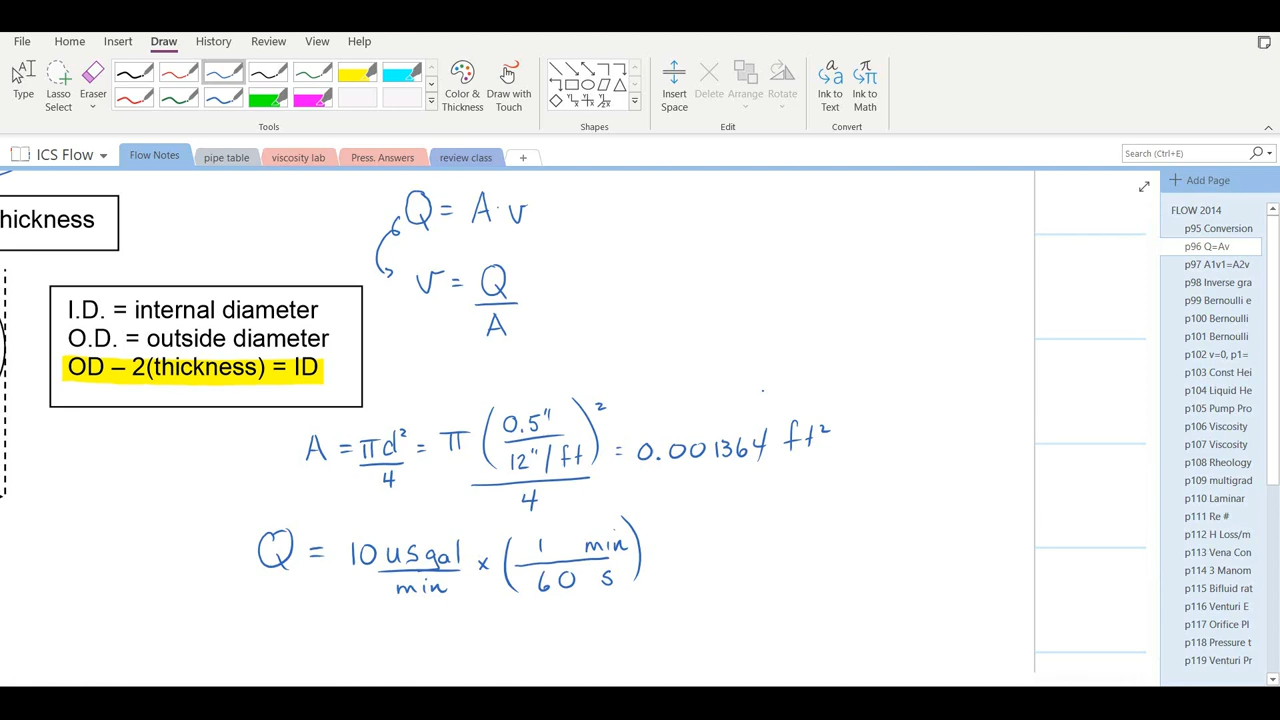 File Home Insert Draw History Review View Help
Type Lasso Select Eraser Color & Thickness Draw with Touch Insert Space Delete Arrange Rotate Ink to Text Ink to Math
Tools Shapes Edit Convert
ICS Flow Flow Notes pipe table viscosity lab Press. Answers review class + Search (Ctrl+E)
Add Page
FLOW 2014
p95 Conversion
p96 Q=Av
p97 A1v1=A2v
p98 Inverse gra
p99 Bernoulli e
p100 Bernoulli
p101 Bernoulli
p102 v=0, p1=
p103 Const Hei
p104 Liquid He
p105 Pump Pro
p106 Viscosity
p107 Viscosity
p108 Rheology
p109 multigrad
p110 Laminar
p111 Re #
p112 H Loss/m
p113 Vena Con
p114 3 Manom
p115 Bifluid rat
p116 Venturi E
p117 Orifice Pl
p118 Pressure t
p119 Venturi Pr
hickness
Q = A · v
v = Q / A
I.D. = internal diameter
O.D. = outside diameter
OD – 2(thickness) = ID
A = πd² / 4 = π (0.5" / 12"/ft)² / 4 = 0.001364 ft²
Q = 10 us gal / min × (1 min / 60 s)